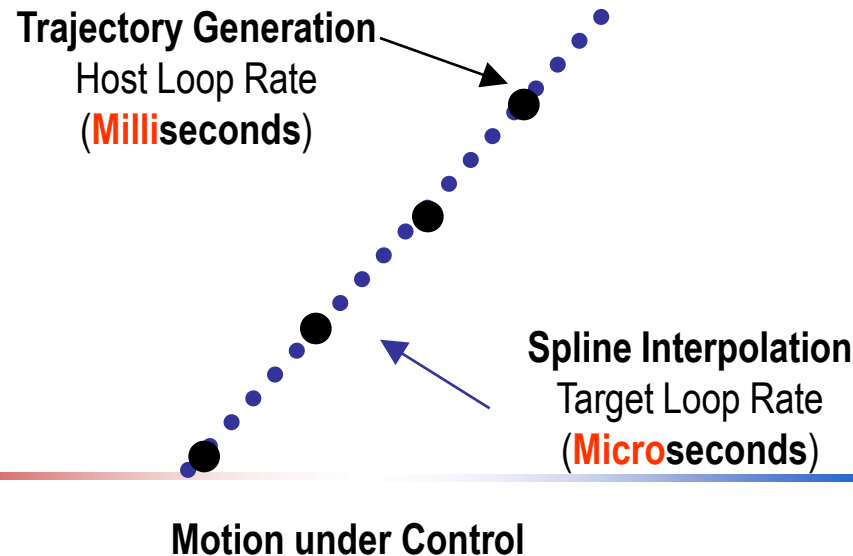 Trajectory Generation
Host Loop Rate
(Milliseconds)
Spline Interpolation
Target Loop Rate
(Microseconds)
Motion under Control